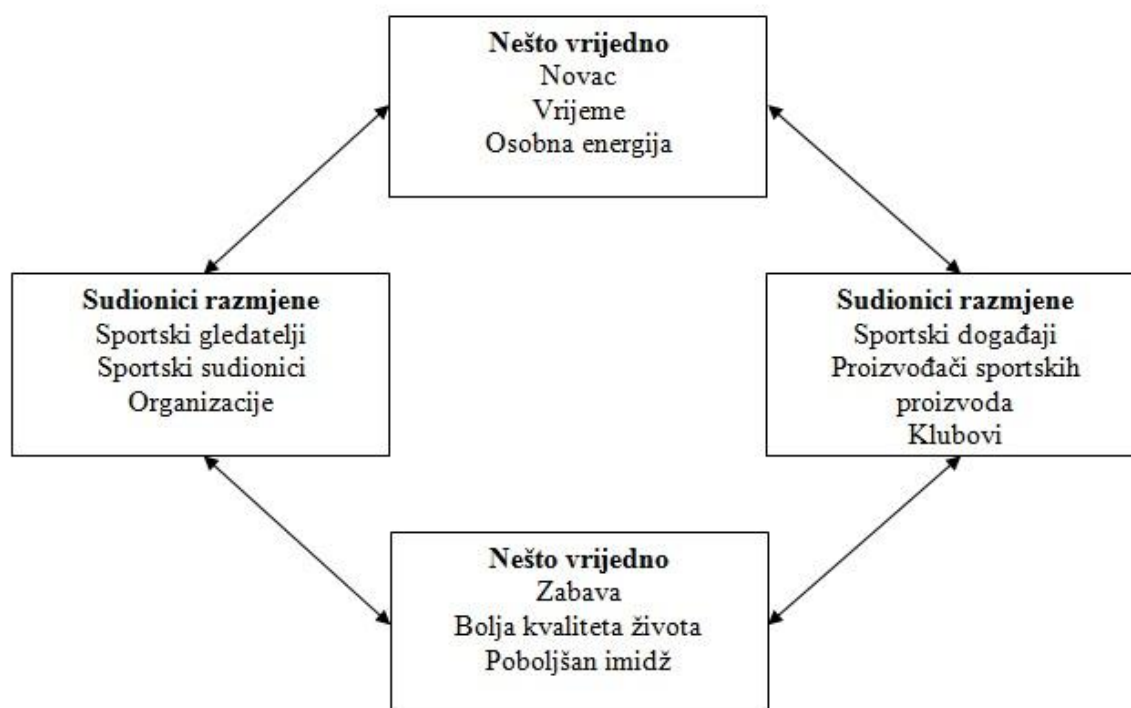 Nešto vrijedno
Novac
Vrijeme
Osobna energija
Sudionici razmjene
Sportski gledatelji
Sportski sudionici
Organizacije
Sudionici razmjene
Sportski događaji
Proizvođači sportskih
proizvoda
Klubovi
Nešto vrijedno
Zabava
Bolja kvaliteta života
Poboljšan imidž